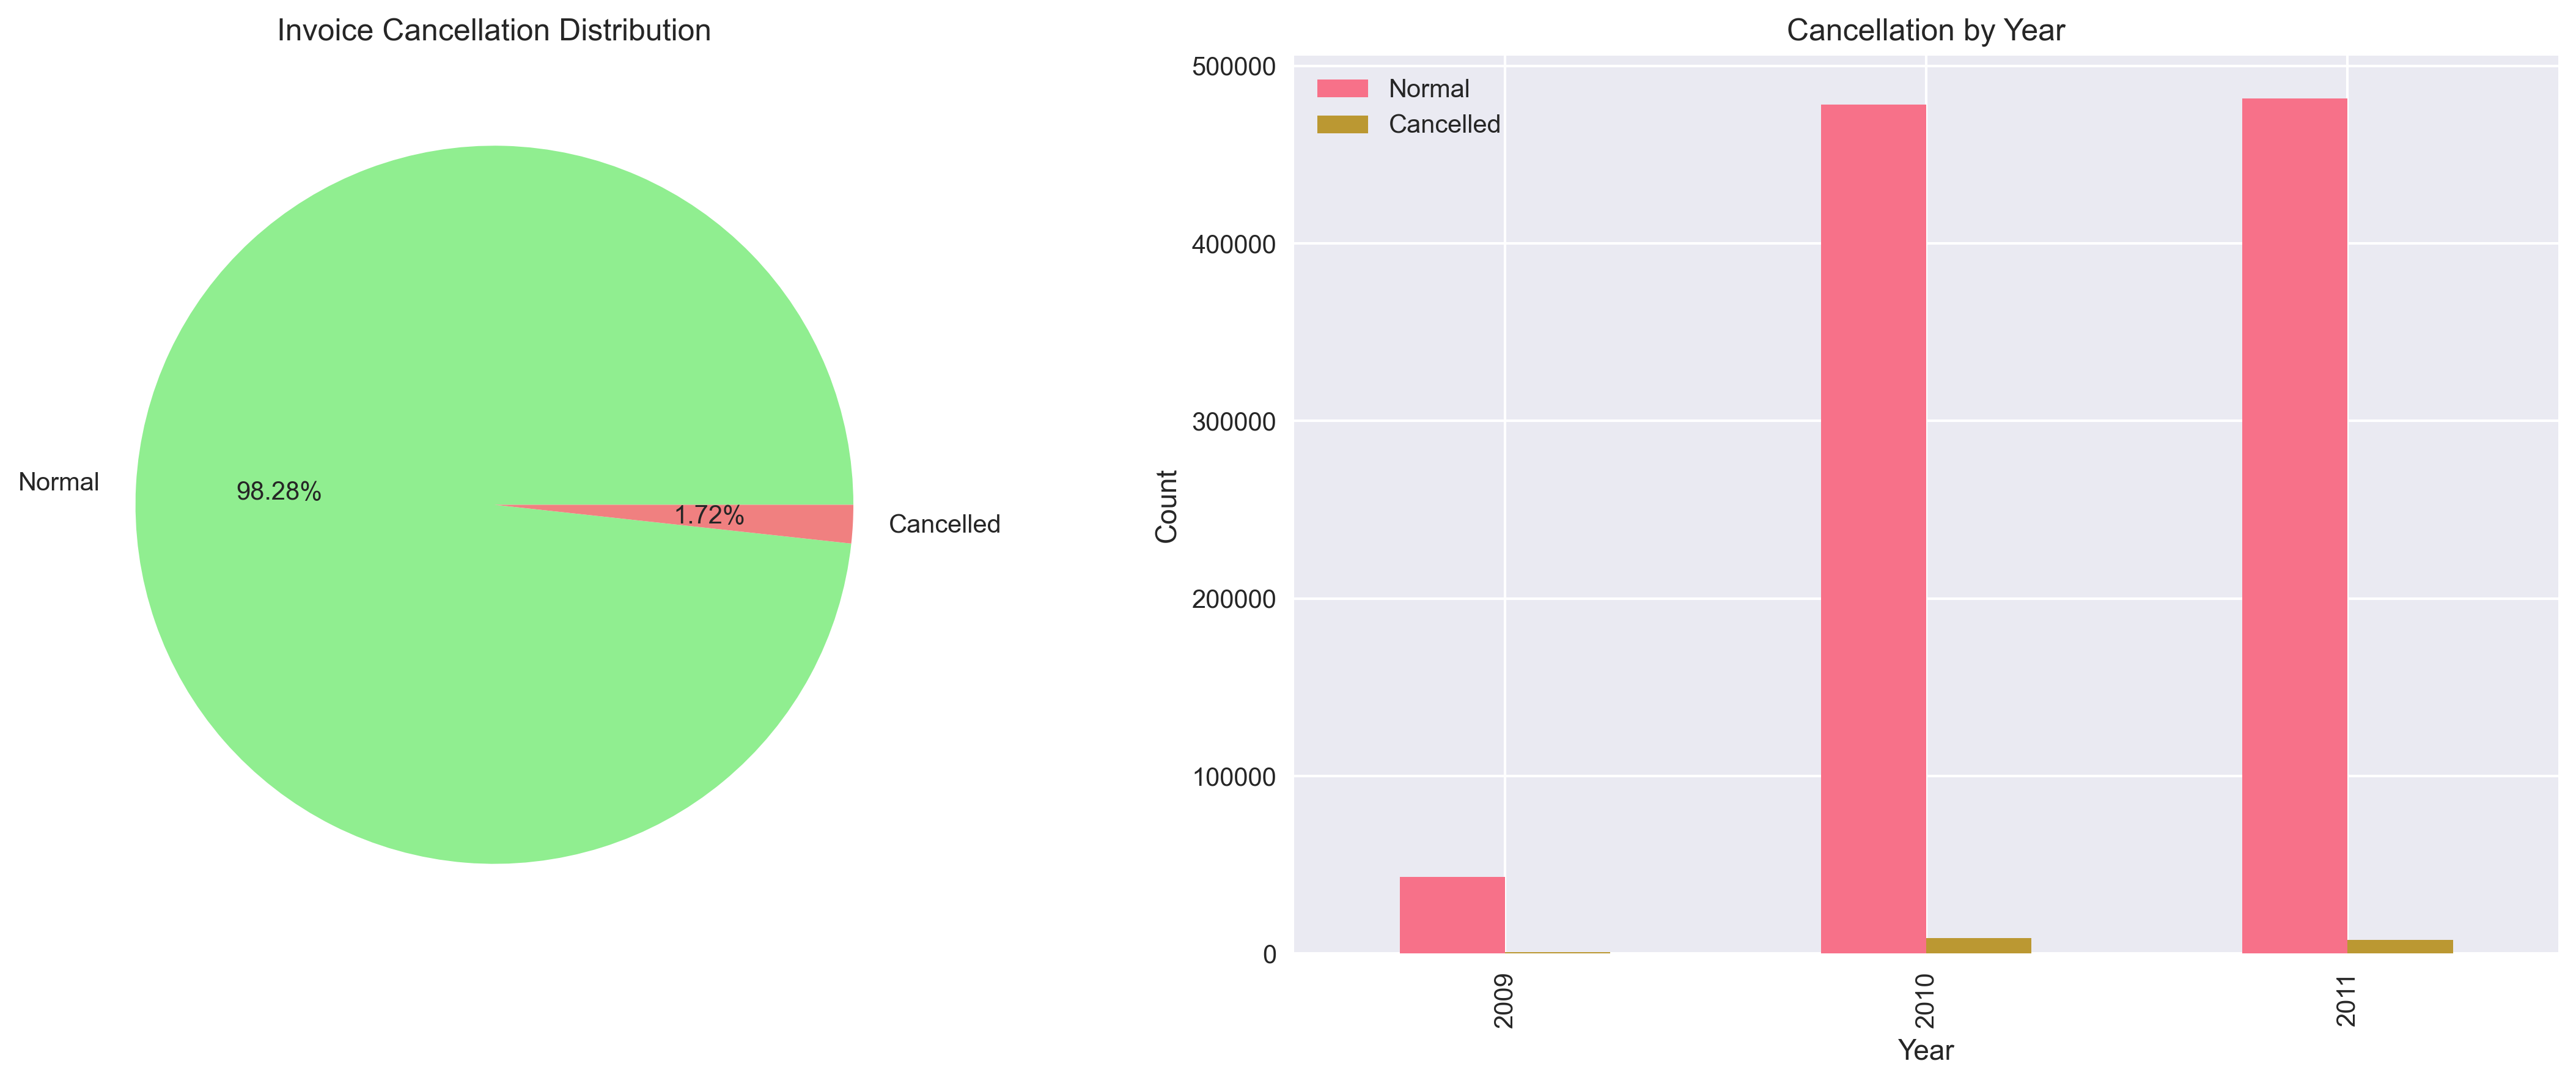 Invoice Cancellation Distribution
Normal
98.28%
1.72%
Cancelled
Cancellation by Year
Normal
Cancelled
500000
400000
300000
200000
100000
0
Count
2009
2010
2011
Year